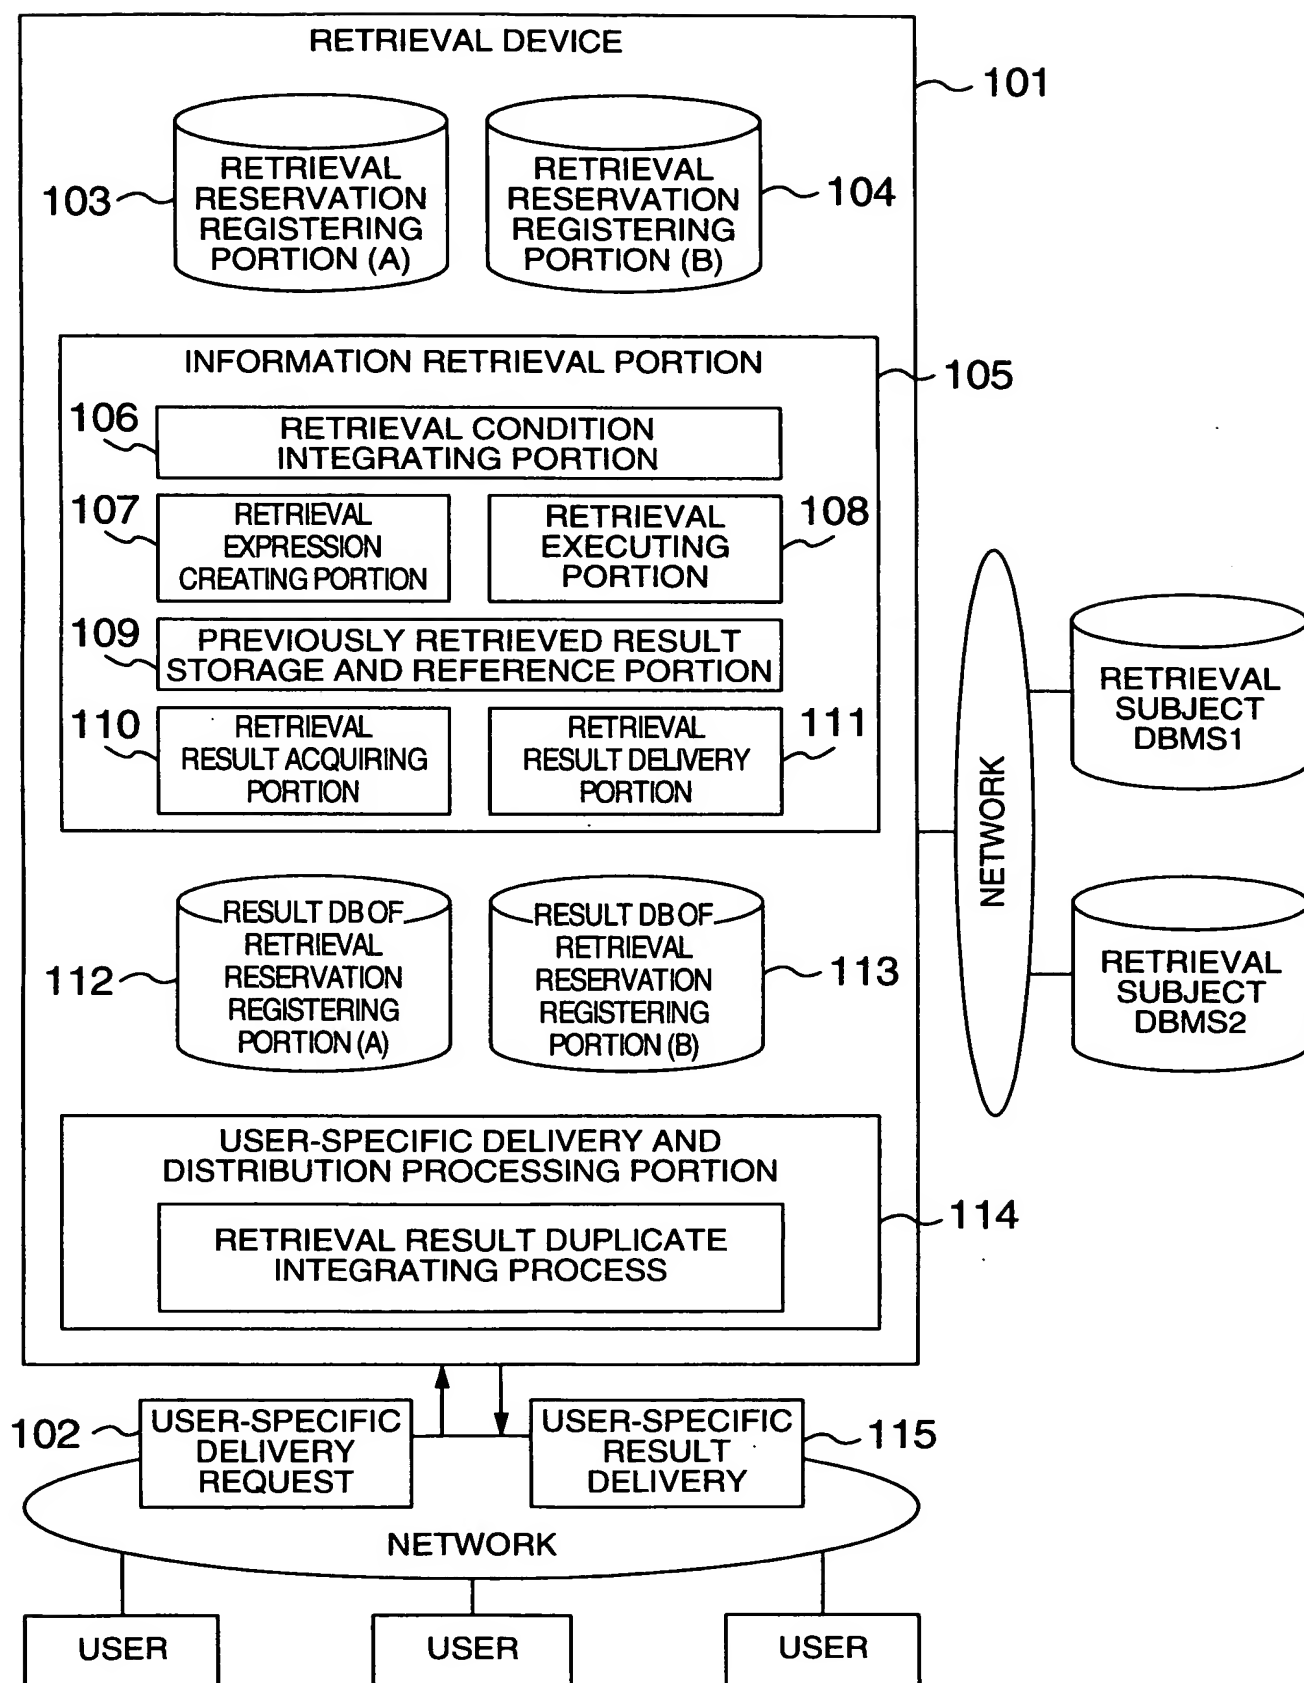 RETRIEVAL DEVICE
101
RETRIEVAL
RESERVATION
REGISTERING
PORTION (A)
103
RETRIEVAL
RESERVATION
REGISTERING
PORTION (B)
104
INFORMATION RETRIEVAL PORTION
105
106
RETRIEVAL CONDITION
INTEGRATING PORTION
107
RETRIEVAL
EXPRESSION
CREATING PORTION
RETRIEVAL
EXECUTING
PORTION
108
109
PREVIOUSLY RETRIEVED RESULT
STORAGE AND REFERENCE PORTION
110
RETRIEVAL
RESULT ACQUIRING
PORTION
RETRIEVAL
RESULT DELIVERY
PORTION
111
NETWORK
RETRIEVAL
SUBJECT
DBMS1
RETRIEVAL
SUBJECT
DBMS2
112
RESULT DB OF
RETRIEVAL
RESERVATION
REGISTERING
PORTION (A)
RESULT DB OF
RETRIEVAL
RESERVATION
REGISTERING
PORTION (B)
113
USER-SPECIFIC DELIVERY AND
DISTRIBUTION PROCESSING PORTION
114
RETRIEVAL RESULT DUPLICATE
INTEGRATING PROCESS
102
USER-SPECIFIC
DELIVERY
REQUEST
USER-SPECIFIC
RESULT
DELIVERY
115
NETWORK
USER
USER
USER